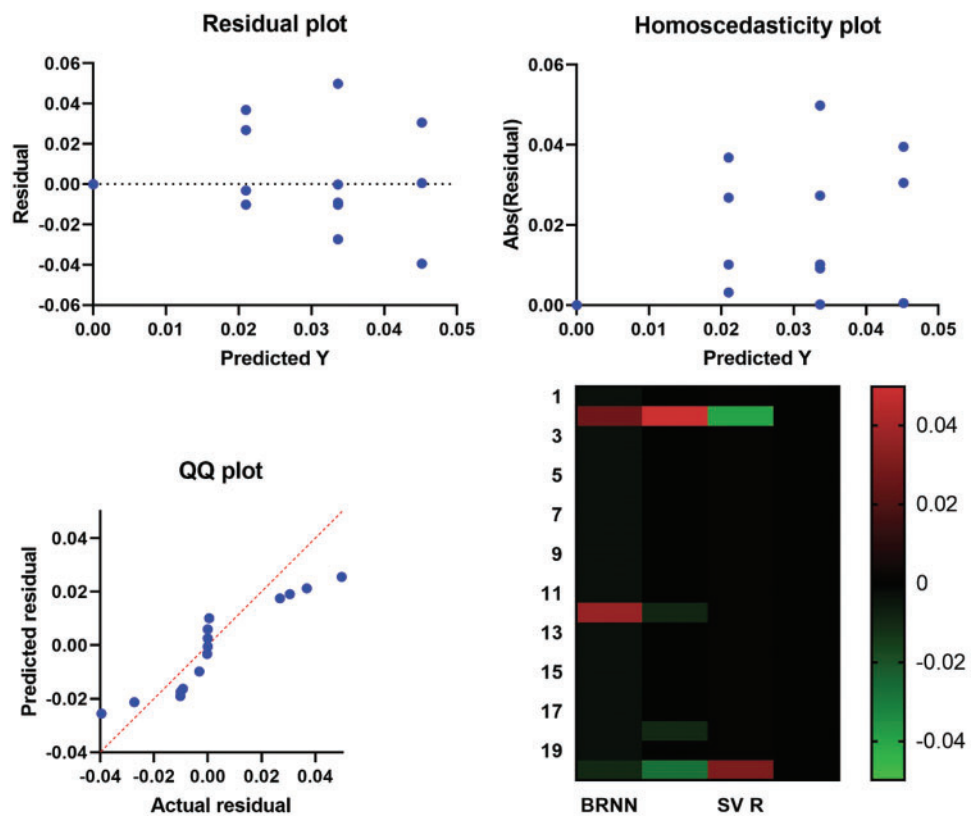 Residual plot
Residual
0.06
0.04
0.02
0.00
-0.02
-0.04
-0.06
0.00 0.01 0.02 0.03 0.04 0.05
Predicted Y
Homoscedasticity plot
Abs(Residual)
0.06
0.04
0.02
0.00
0.00 0.01 0.02 0.03 0.04 0.05
Predicted Y
QQ plot
Predicted residual
0.04
0.02
0.00
-0.02
-0.04
-0.04 -0.02 0.00 0.02 0.04
Actual residual
1
3
5
7
9
11
13
15
17
19
BRNN SV R
0.04
0.02
0
-0.02
-0.04